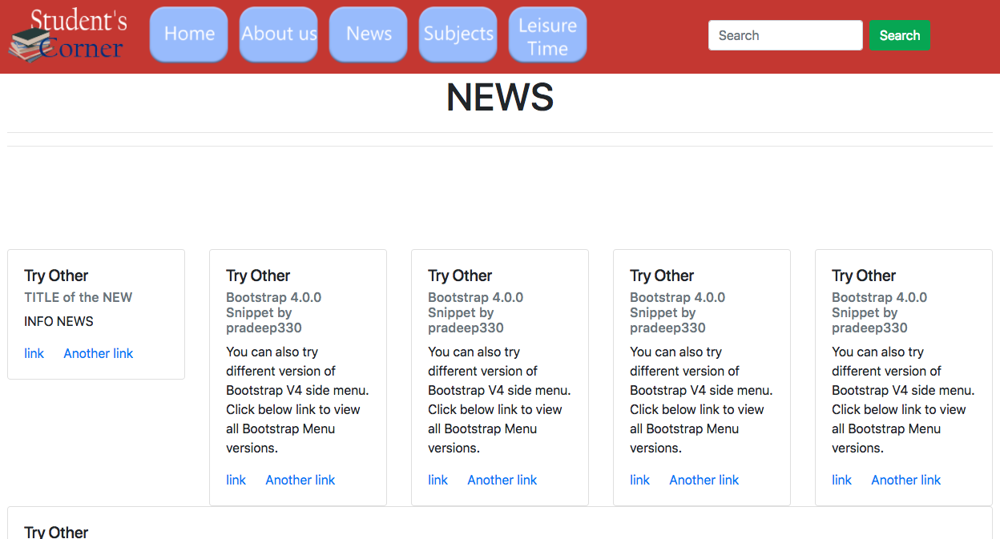 Student's
Corner
Home
About us
News
Subjects
Leisure
Time
Search
Search
NEWS
Try Other
TITLE of the NEW
INFO NEWS
link Another link
Try Other
Bootstrap 4.0.0
Snippet by
pradeep330
You can also try
different version of
Bootstrap V4 side menu.
Click below link to view
all Bootstrap Menu
versions.
link Another link
Try Other
Bootstrap 4.0.0
Snippet by
pradeep330
You can also try
different version of
Bootstrap V4 side menu.
Click below link to view
all Bootstrap Menu
versions.
link Another link
Try Other
Bootstrap 4.0.0
Snippet by
pradeep330
You can also try
different version of
Bootstrap V4 side menu.
Click below link to view
all Bootstrap Menu
versions.
link Another link
Try Other
Bootstrap 4.0.0
Snippet by
pradeep330
You can also try
different version of
Bootstrap V4 side menu.
Click below link to view
all Bootstrap Menu
versions.
link Another link
Try Other